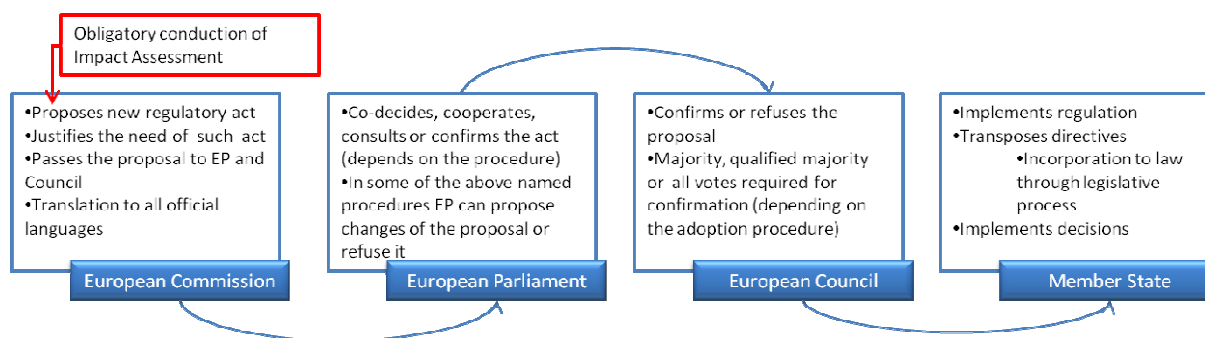 Obligatory conduction of
Impact Assessment
•Proposes new regulatory act
•Justifies the need of such act
•Passes the proposal to EP and
Council
•Translation to all official
languages
European Commission
•Co-decides, cooperates,
consults or confirms the act
(depends on the procedure)
•In some of the above named
procedures EP can propose
changes of the proposal or
refuse it
European Parliament
•Confirms or refuses the
proposal
•Majority, qualified majority
or all votes required for
confirmation (depending on
the adoption procedure)
European Council
•Implements regulation
•Transposes directives
•Incorporation to law
through legislative
process
•Implements decisions
Member State